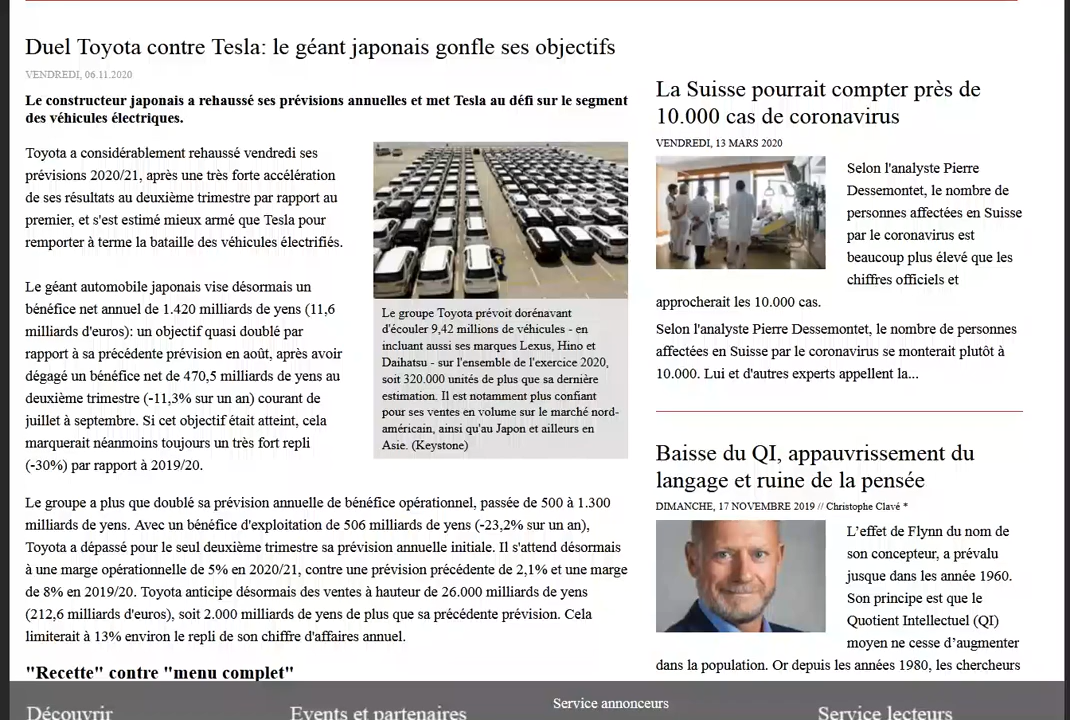 Duel Toyota contre Tesla: le géant japonais gonfle ses objectifs
VENDREDI, 06.11.2020
Le constructeur japonais a rehaussé ses prévisions annuelles et met Tesla au défi sur le segment
des véhicules électriques.
Toyota a considérablement rehaussé vendredi ses
prévisions 2020/21, après une très forte accélération
de ses résultats au deuxième trimestre par rapport au
premier, et s'est estimé mieux armé que Tesla pour
remporter à terme la bataille des véhicules électrifiés.
Le géant automobile japonais vise désormais un
bénéfice net annuel de 1.420 milliards de yens (11,6
milliards d'euros): un objectif quasi doublé par
rapport à sa précédente prévision en août, après avoir
dégagé un bénéfice net de 470,5 milliards de yens au
deuxième trimestre (-11,3% sur un an) courant de
juillet à septembre. Si cet objectif était atteint, cela
marquerait néanmoins toujours un très fort repli
(-30%) par rapport à 2019/20.
Le groupe Toyota prévoit dorénavant
d'écouler 9,42 millions de véhicules - en
incluant aussi ses marques Lexus, Hino et
Daihatsu - sur l'ensemble de l'exercice 2020,
soit 320.000 unités de plus que sa dernière
estimation. Il est notamment plus confiant
pour ses ventes en volume sur le marché nord-
américain, ainsi qu'au Japon et ailleurs en
Asie. (Keystone)
Le groupe a plus que doublé sa prévision annuelle de bénéfice opérationnel, passée de 500 à 1.300
milliards de yens. Avec un bénéfice d'exploitation de 506 milliards de yens (-23,2% sur un an),
Toyota a dépassé pour le seul deuxième trimestre sa prévision annuelle initiale. Il s'attend désormais
à une marge opérationnelle de 5% en 2020/21, contre une prévision précédente de 2,1% et une marge
de 8% en 2019/20. Toyota anticipe désormais des ventes à hauteur de 26.000 milliards de yens
(212,6 milliards d'euros), soit 2.000 milliards de yens de plus que sa précédente prévision. Cela
limiterait à 13% environ le repli de son chiffre d'affaires annuel.
"Recette" contre "menu complet"
La Suisse pourrait compter près de
10.000 cas de coronavirus
VENDREDI, 13 MARS 2020
Selon l'analyste Pierre
Dessemontet, le nombre de
personnes affectées en Suisse
par le coronavirus est
beaucoup plus élevé que les
chiffres officiels et
approcherait les 10.000 cas.
Selon l'analyste Pierre Dessemontet, le nombre de personnes
affectées en Suisse par le coronavirus se monterait plutôt à
10.000. Lui et d'autres experts appellent la...
Baisse du QI, appauvrissement du
langage et ruine de la pensée
DIMANCHE, 17 NOVEMBRE 2019 // Christophe Clavé *
L’effet de Flynn du nom de
son concepteur, a prévalu
jusque dans les année 1960.
Son principe est que le
Quotient Intellectuel (QI)
moyen ne cesse d’augmenter
dans la population. Or depuis les années 1980, les chercheurs
Découvrir
Events et partenaires
Service annonceurs
Service lecteurs